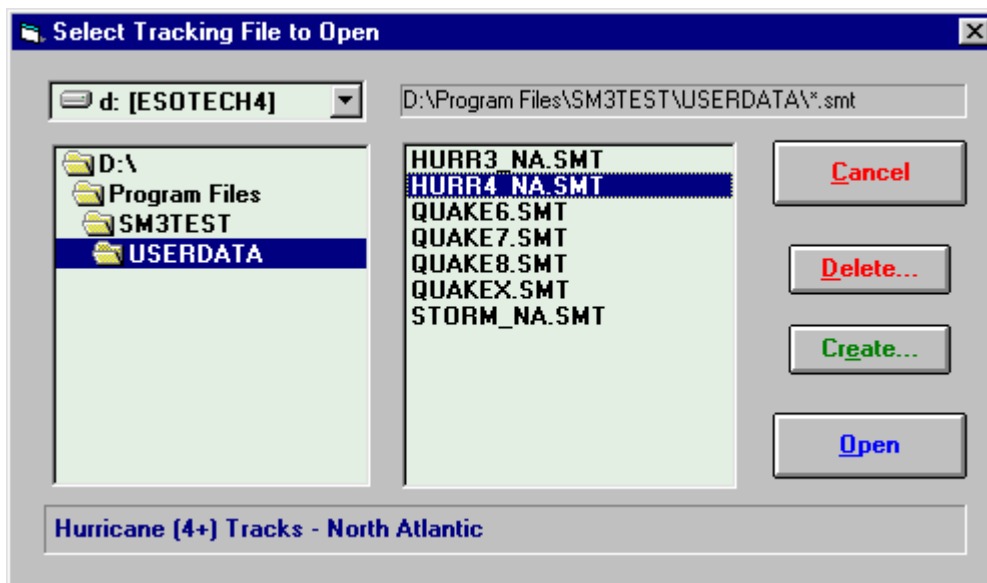 Select Tracking File to Open
d: [ESOTECH4]
D:\Program Files\SM3TEST\USERDATA\*.smt
D:\
Program Files
SM3TEST
USERDATA
HURR3_NA.SMT
HURR4_NA.SMT
QUAKE6.SMT
QUAKE7.SMT
QUAKE8.SMT
QUAKEX.SMT
STORM_NA.SMT
Cancel
Delete...
Create...
Open
Hurricane (4+) Tracks - North Atlantic